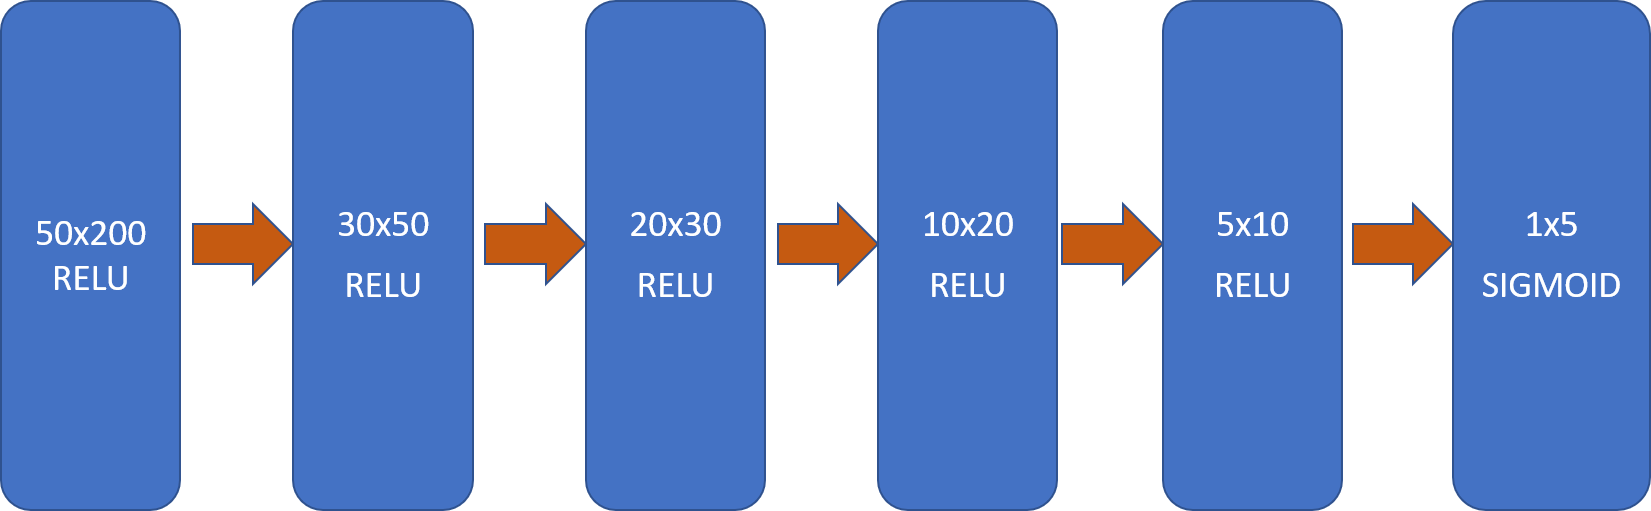 50x200
RELU
30x50
RELU
20x30
RELU
10x20
RELU
5x10
RELU
1x5
SIGMOID